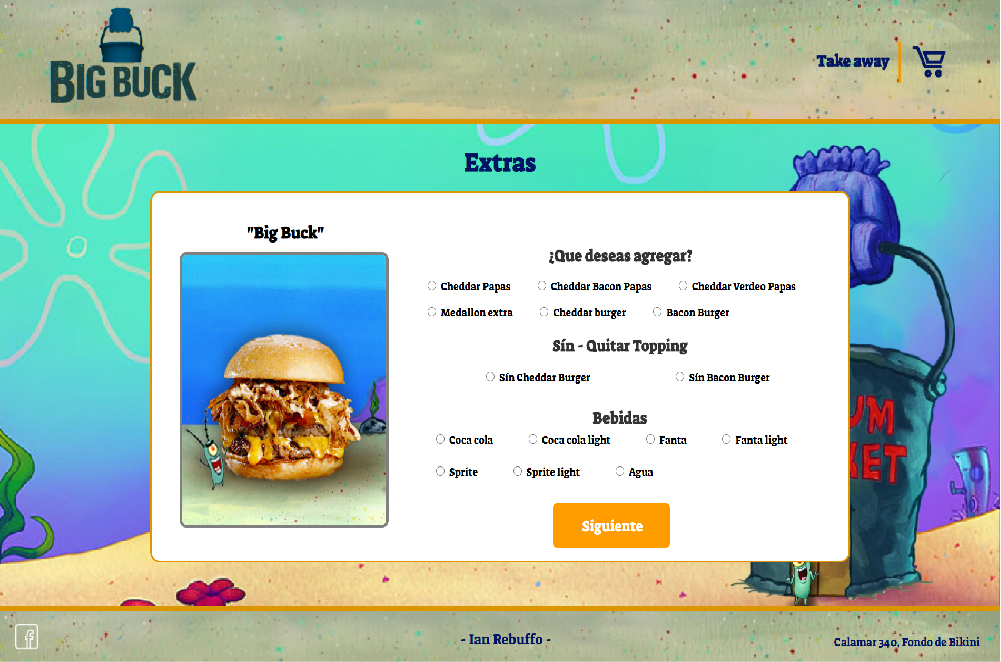 BIG BUCK
Take away
Extras
"Big Buck"
¿Que deseas agregar?
Cheddar Papas Cheddar Bacon Papas Cheddar Verdeo Papas
Medallon extra Cheddar burger Bacon Burger
Sín - Quitar Topping
Sín Cheddar Burger Sín Bacon Burger
Bebidas
Coca cola Coca cola light Fanta Fanta light
Sprite Sprite light Agua
Siguiente
UM
KET
- Ian Rebuffo -
Calamar 340, Fondo de Bikini